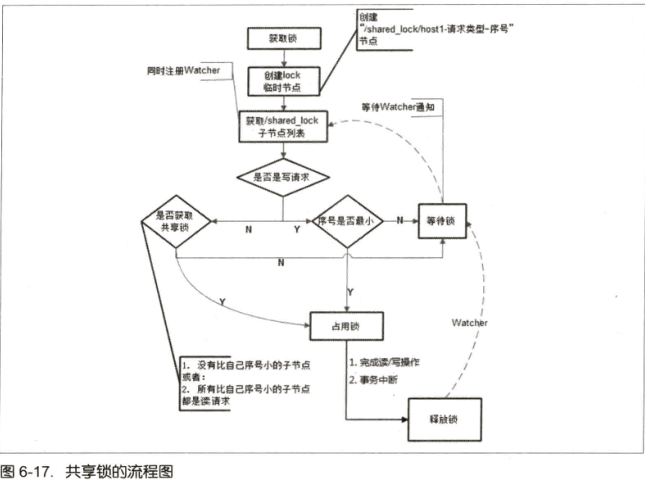 获取锁
创建
“/shared_lock/host1-请求类型-序号”
节点
同时注册Watcher
创建lock
临时节点
等待Watcher通知
获取/shared_lock
子节点列表
是否是写请求
是否获取
共享锁
N
Y
序号是否最小
N
等待锁
N
Y
Y
占用锁
Watcher
1. 没有比自己序号小的子节点
或者:
2. 所有比自己序号小的子节点
都是读请求
1. 完成读/写操作
2. 事务中断
释放锁
图 6-17. 共享锁的流程图